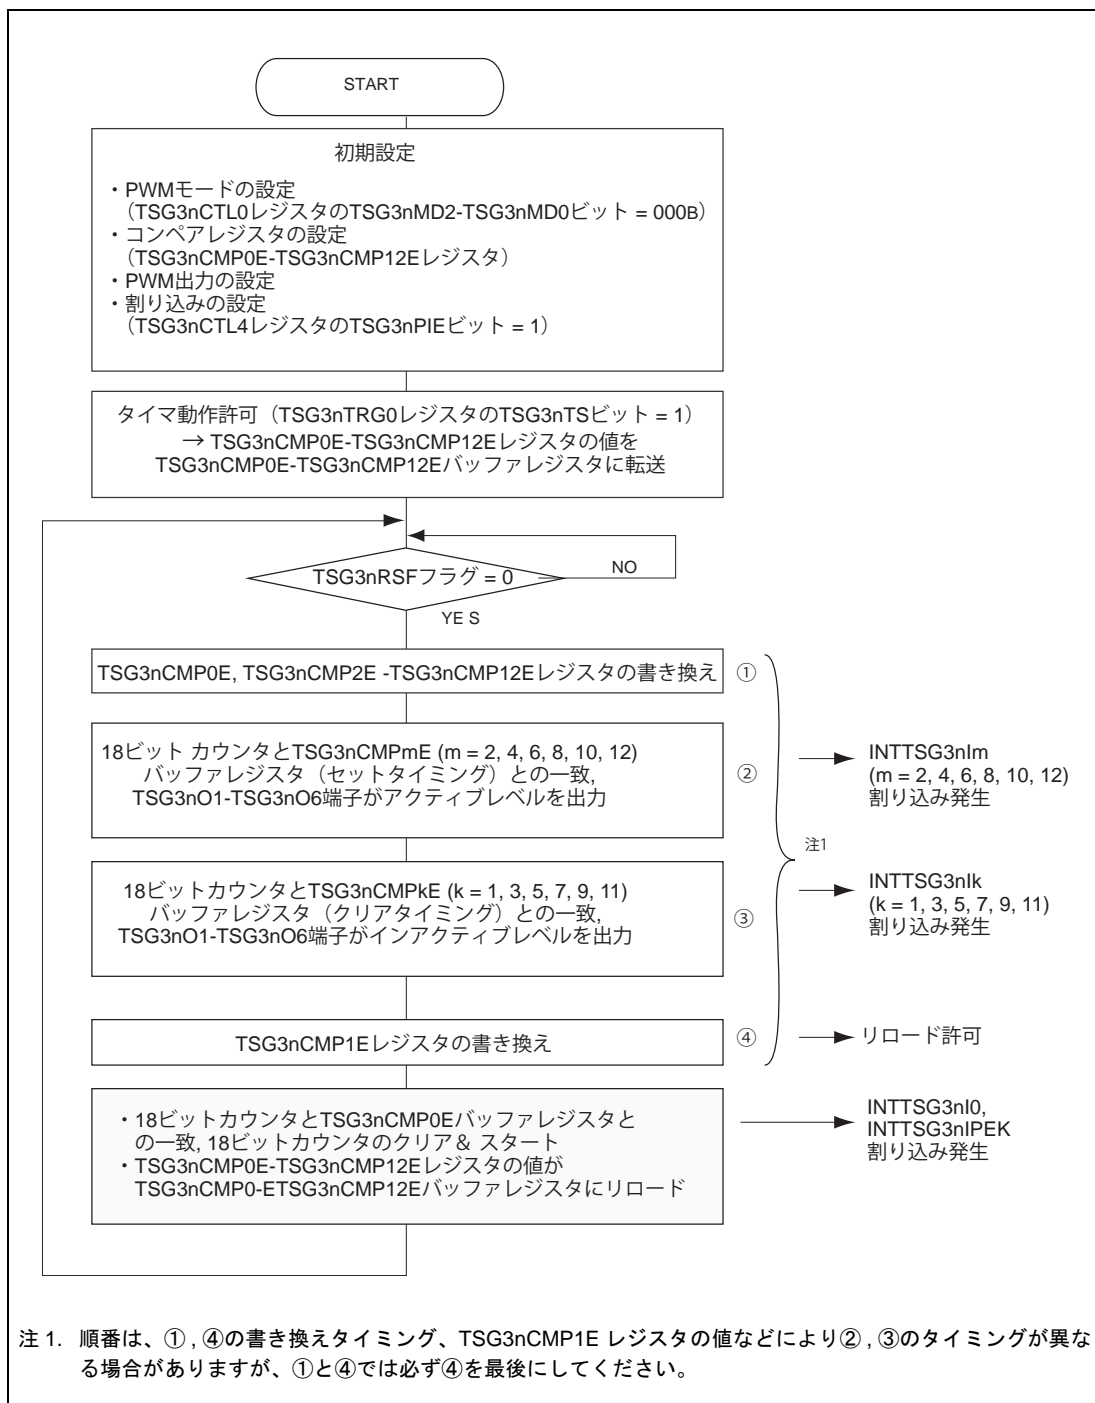 START
初期設定
・PWMモードの設定
（TSG3nCTL0レジスタのTSG3nMD2-TSG3nMD0ビット = 000B）
・コンペアレジスタの設定
（TSG3nCMP0E-TSG3nCMP12Eレジスタ）
・PWM出力の設定
・割り込みの設定
（TSG3nCTL4レジスタのTSG3nPIEビット = 1）
タイマ動作許可（TSG3nTRG0レジスタのTSG3nTSビット = 1）
→ TSG3nCMP0E-TSG3nCMP12Eレジスタの値を
TSG3nCMP0E-TSG3nCMP12Eバッファレジスタに転送
TSG3nRSFフラグ = 0
NO
YE S
TSG3nCMP0E, TSG3nCMP2E -TSG3nCMP12Eレジスタの書き換え
①
18ビット カウンタとTSG3nCMPmE (m = 2, 4, 6, 8, 10, 12)
バッファレジスタ（セットタイミング）との一致,
TSG3nO1-TSG3nO6端子がアクティブレベルを出力
②
INTTSG3nIm
(m = 2, 4, 6, 8, 10, 12)
割り込み発生
注1
18ビットカウンタとTSG3nCMPkE (k = 1, 3, 5, 7, 9, 11)
バッファレジスタ（クリアタイミング）との一致,
TSG3nO1-TSG3nO6端子がインアクティブレベルを出力
③
INTTSG3nIk
(k = 1, 3, 5, 7, 9, 11)
割り込み発生
TSG3nCMP1Eレジスタの書き換え
④
リロード許可
・18ビットカウンタとTSG3nCMP0Eバッファレジスタと
の一致, 18ビットカウンタのクリア& スタート
・TSG3nCMP0E-TSG3nCMP12Eレジスタの値が
TSG3nCMP0-ETSG3nCMP12Eバッファレジスタにリロード
INTTSG3nI0,
INTTSG3nIPEK
割り込み発生
注 1. 順番は、①, ④の書き換えタイミング、TSG3nCMP1E レジスタの値などにより②, ③のタイミングが異な
る場合がありますが、①と④では必ず④を最後にしてください。